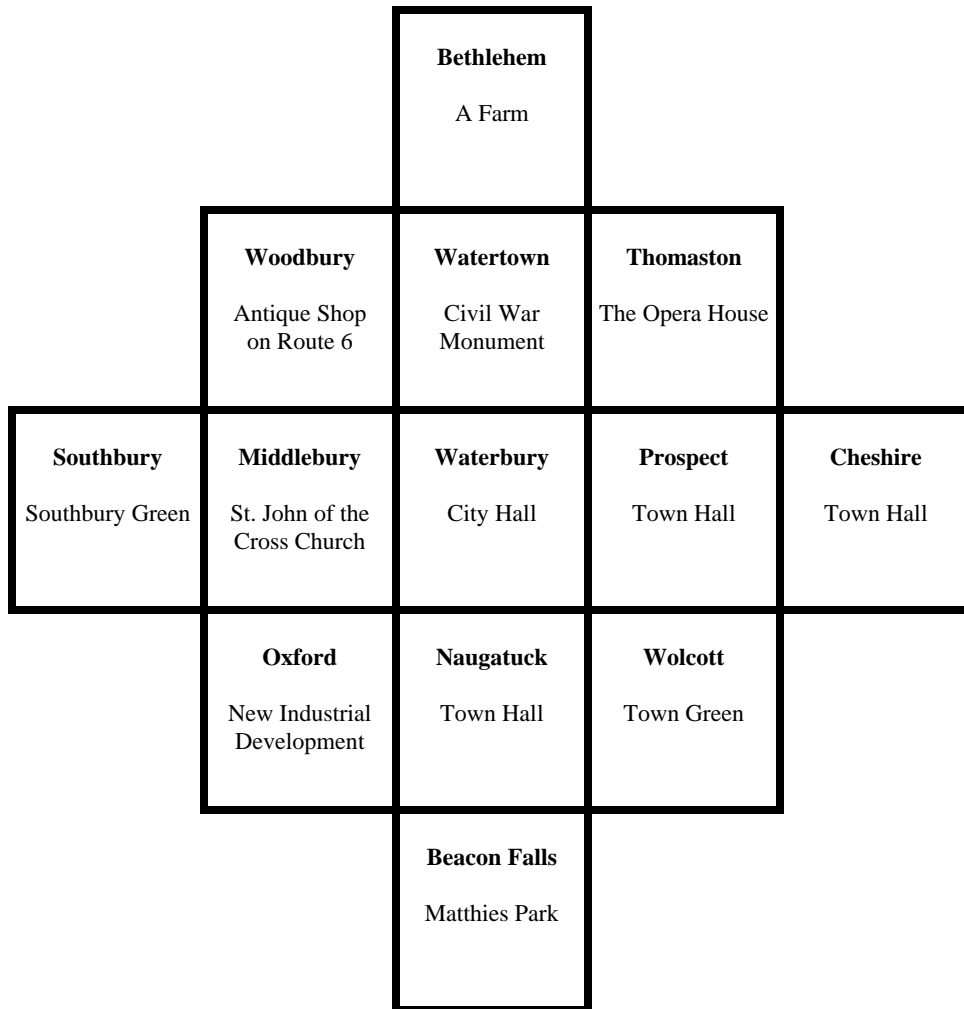 Bethlehem
A Farm
Woodbury
Antique Shop
on Route 6
Watertown
Civil War
Monument
Thomaston
The Opera House
Southbury
Southbury Green
Middlebury
St. John of the
Cross Church
Waterbury
City Hall
Prospect
Town Hall
Cheshire
Town Hall
Oxford
New Industrial
Development
Naugatuck
Town Hall
Wolcott
Town Green
Beacon Falls
Matthies Park